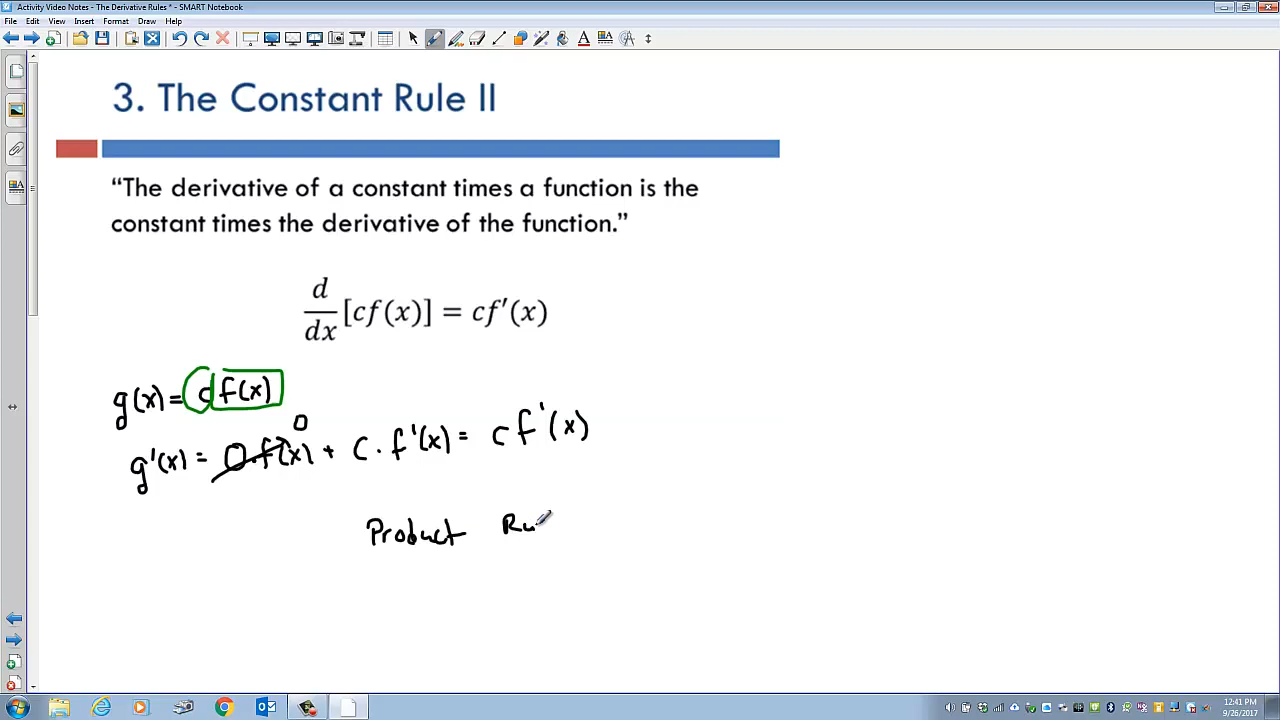 Activity Video Notes - The Derivative Rules * - SMART Notebook
File Edit View Insert Format Draw Help
3. The Constant Rule II
“The derivative of a constant times a function is the
constant times the derivative of the function.”
d/dx [cf(x)] = cf′(x)
g(x) = c f(x)
0
g'(x) = 0·f(x) + c · f'(x) = c f'(x)
Product Ru
12:41 PM
9/26/2017